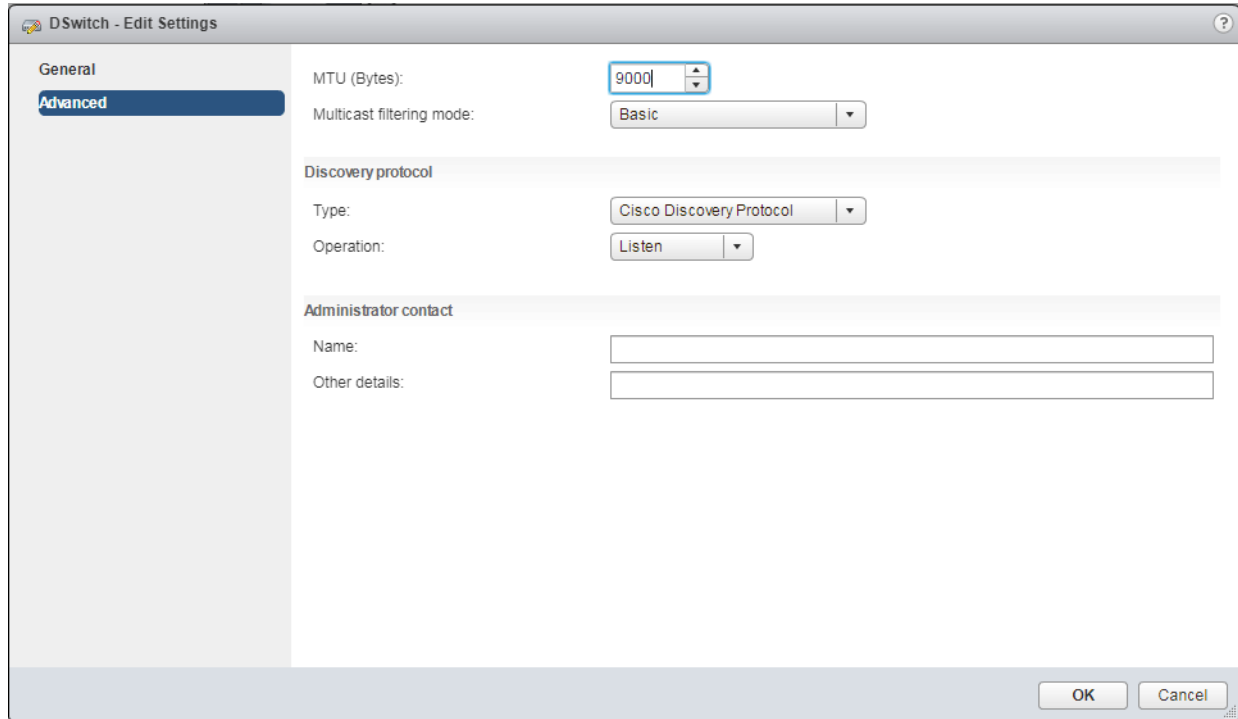 DSwitch - Edit Settings
?
General
Advanced
MTU (Bytes): 9000
Multicast filtering mode: Basic
Discovery protocol
Type: Cisco Discovery Protocol
Operation: Listen
Administrator contact
Name:
Other details:
OK Cancel